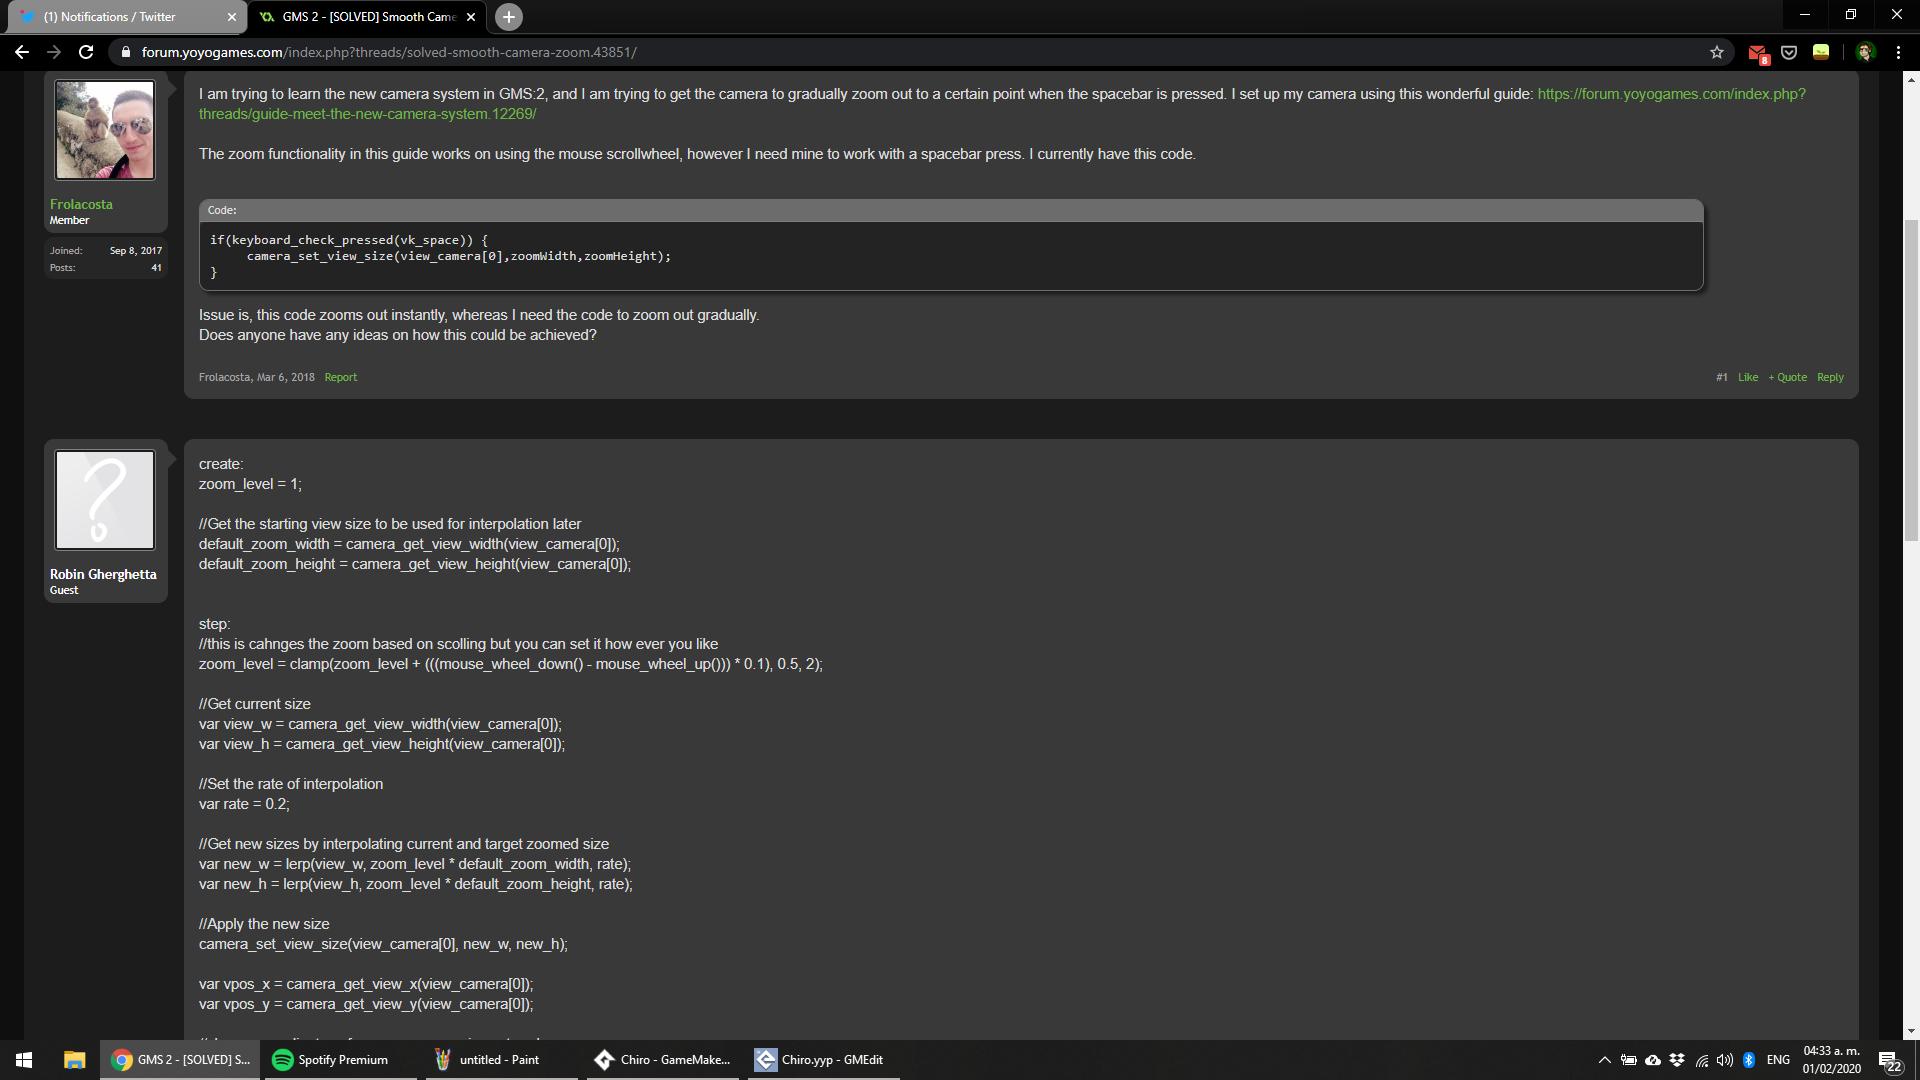 (1) Notifications / Twitter
GMS 2 - [SOLVED] Smooth Came
forum.yoyogames.com/index.php?threads/solved-smooth-camera-zoom.43851/
8
I am trying to learn the new camera system in GMS:2, and I am trying to get the camera to gradually zoom out to a certain point when the spacebar is pressed. I set up my camera using this wonderful guide: https://forum.yoyogames.com/index.php?
threads/guide-meet-the-new-camera-system.12269/
The zoom functionality in this guide works on using the mouse scrollwheel, however I need mine to work with a spacebar press. I currently have this code.
Frolacosta
Member
Joined: Sep 8, 2017
Posts: 41
Code:
if(keyboard_check_pressed(vk_space)) {
camera_set_view_size(view_camera[0],zoomWidth,zoomHeight);
}
Issue is, this code zooms out instantly, whereas I need the code to zoom out gradually.
Does anyone have any ideas on how this could be achieved?
Frolacosta, Mar 6, 2018 Report
#1 Like + Quote Reply
Robin Gherghetta
Guest
create:
zoom_level = 1;
//Get the starting view size to be used for interpolation later
default_zoom_width = camera_get_view_width(view_camera[0]);
default_zoom_height = camera_get_view_height(view_camera[0]);
step:
//this is cahnges the zoom based on scolling but you can set it how ever you like
zoom_level = clamp(zoom_level + (((mouse_wheel_down() - mouse_wheel_up())) * 0.1), 0.5, 2);
//Get current size
var view_w = camera_get_view_width(view_camera[0]);
var view_h = camera_get_view_height(view_camera[0]);
//Set the rate of interpolation
var rate = 0.2;
//Get new sizes by interpolating current and target zoomed size
var new_w = lerp(view_w, zoom_level * default_zoom_width, rate);
var new_h = lerp(view_h, zoom_level * default_zoom_height, rate);
//Apply the new size
camera_set_view_size(view_camera[0], new_w, new_h);
var vpos_x = camera_get_view_x(view_camera[0]);
var vpos_y = camera_get_view_y(view_camera[0]);
GMS 2 - [SOLVED] S...
Spotify Premium
untitled - Paint
Chiro - GameMake...
Chiro.yyp - GMEdit
ENG
04:33 a. m.
01/02/2020
22